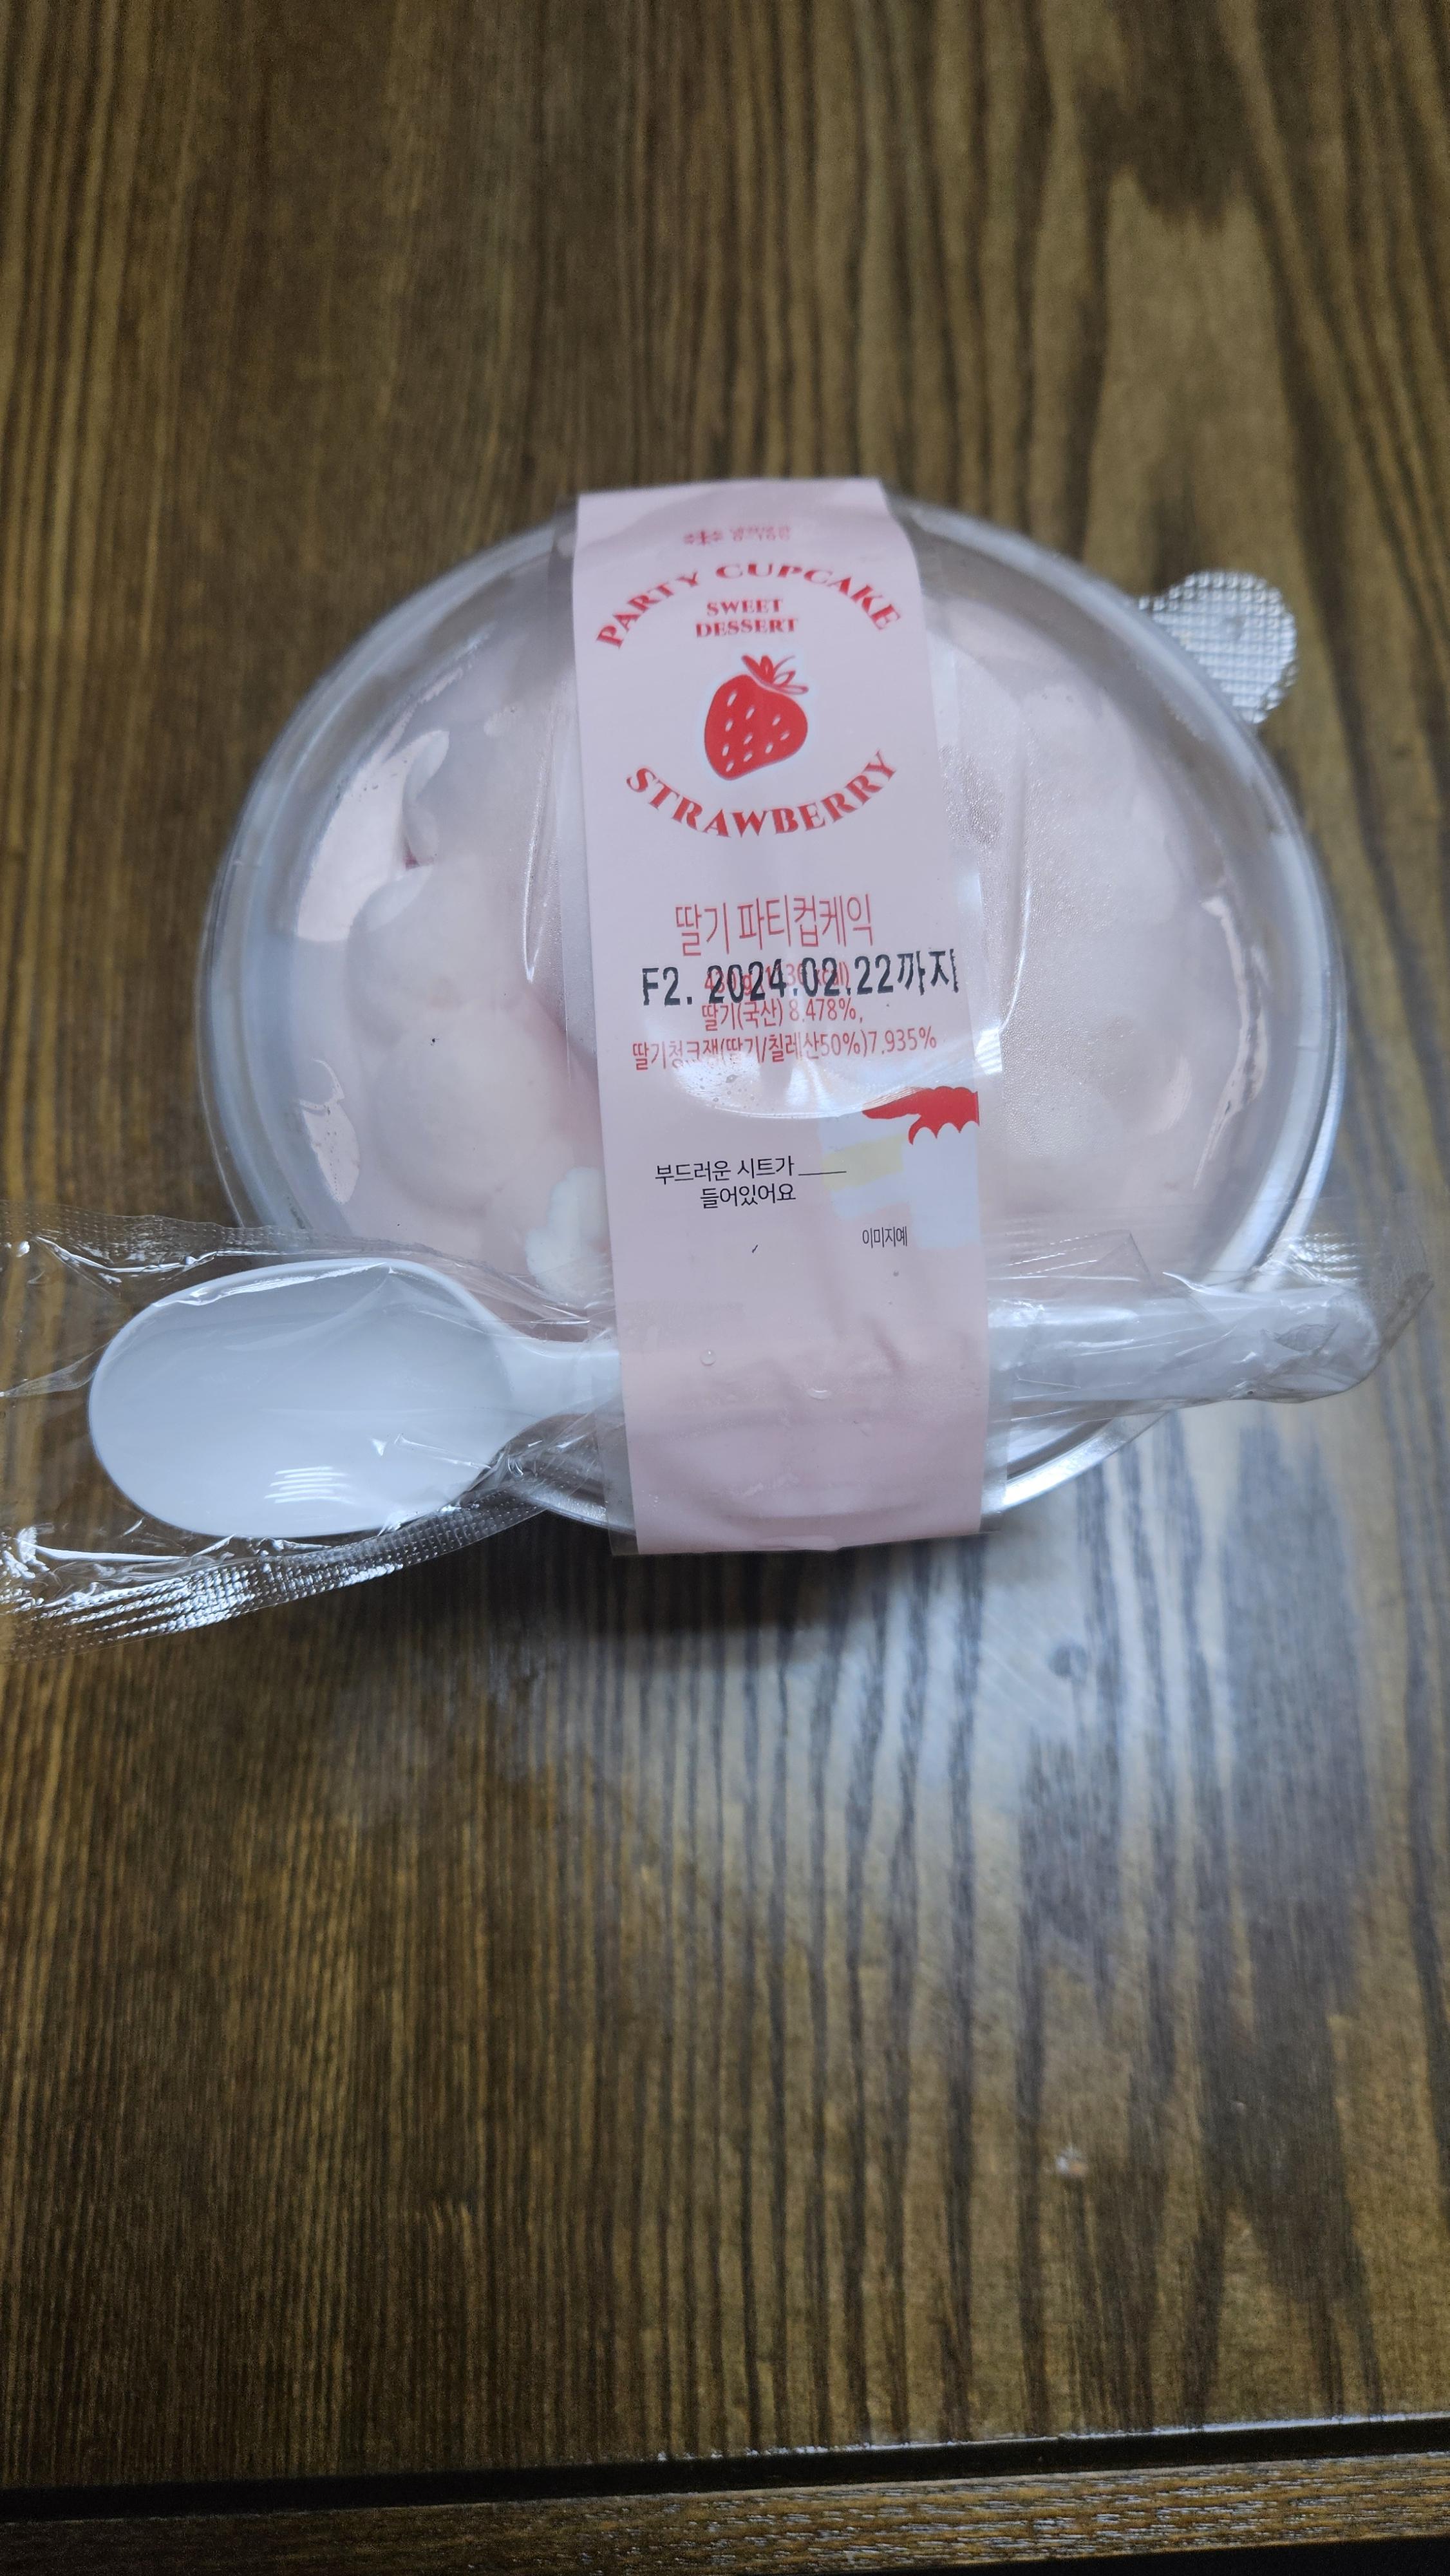 PARTY CUPCAKE
SWEET
DESSERT
STRAWBERRY
딸기 파티컵케익
F2. 2024.02.22까지
딸기(국산) 8.478%,
딸기청크잼(딸기/칠레산50%)7.935%
부드러운 시트가
들어있어요
이미지예